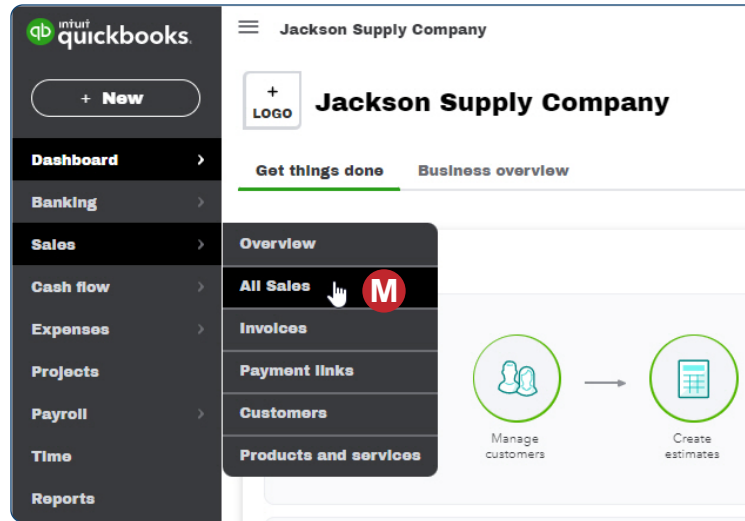 intuit
quickbooks.
+ New
Dashboard
Banking
Sales
Cash flow
Expenses
Projects
Payroll
Time
Reports
Overview
All Sales
M
Invoices
Payment links
Customers
Products and services
Jackson Supply Company
+
LOGO
Jackson Supply Company
Get things done
Business overview
Manage
customers
Create
estimates